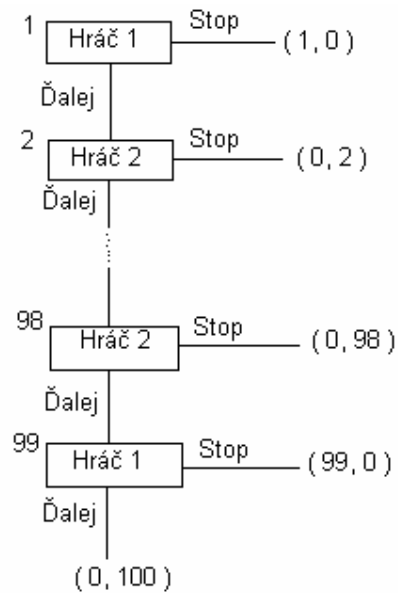 1 Hráč 1 Stop ( 1, 0 )
Ďalej
2 Hráč 2 Stop ( 0, 2 )
Ďalej
98 Hráč 2 Stop ( 0, 98 )
Ďalej
99 Hráč 1 Stop ( 99, 0 )
Ďalej
( 0, 100 )